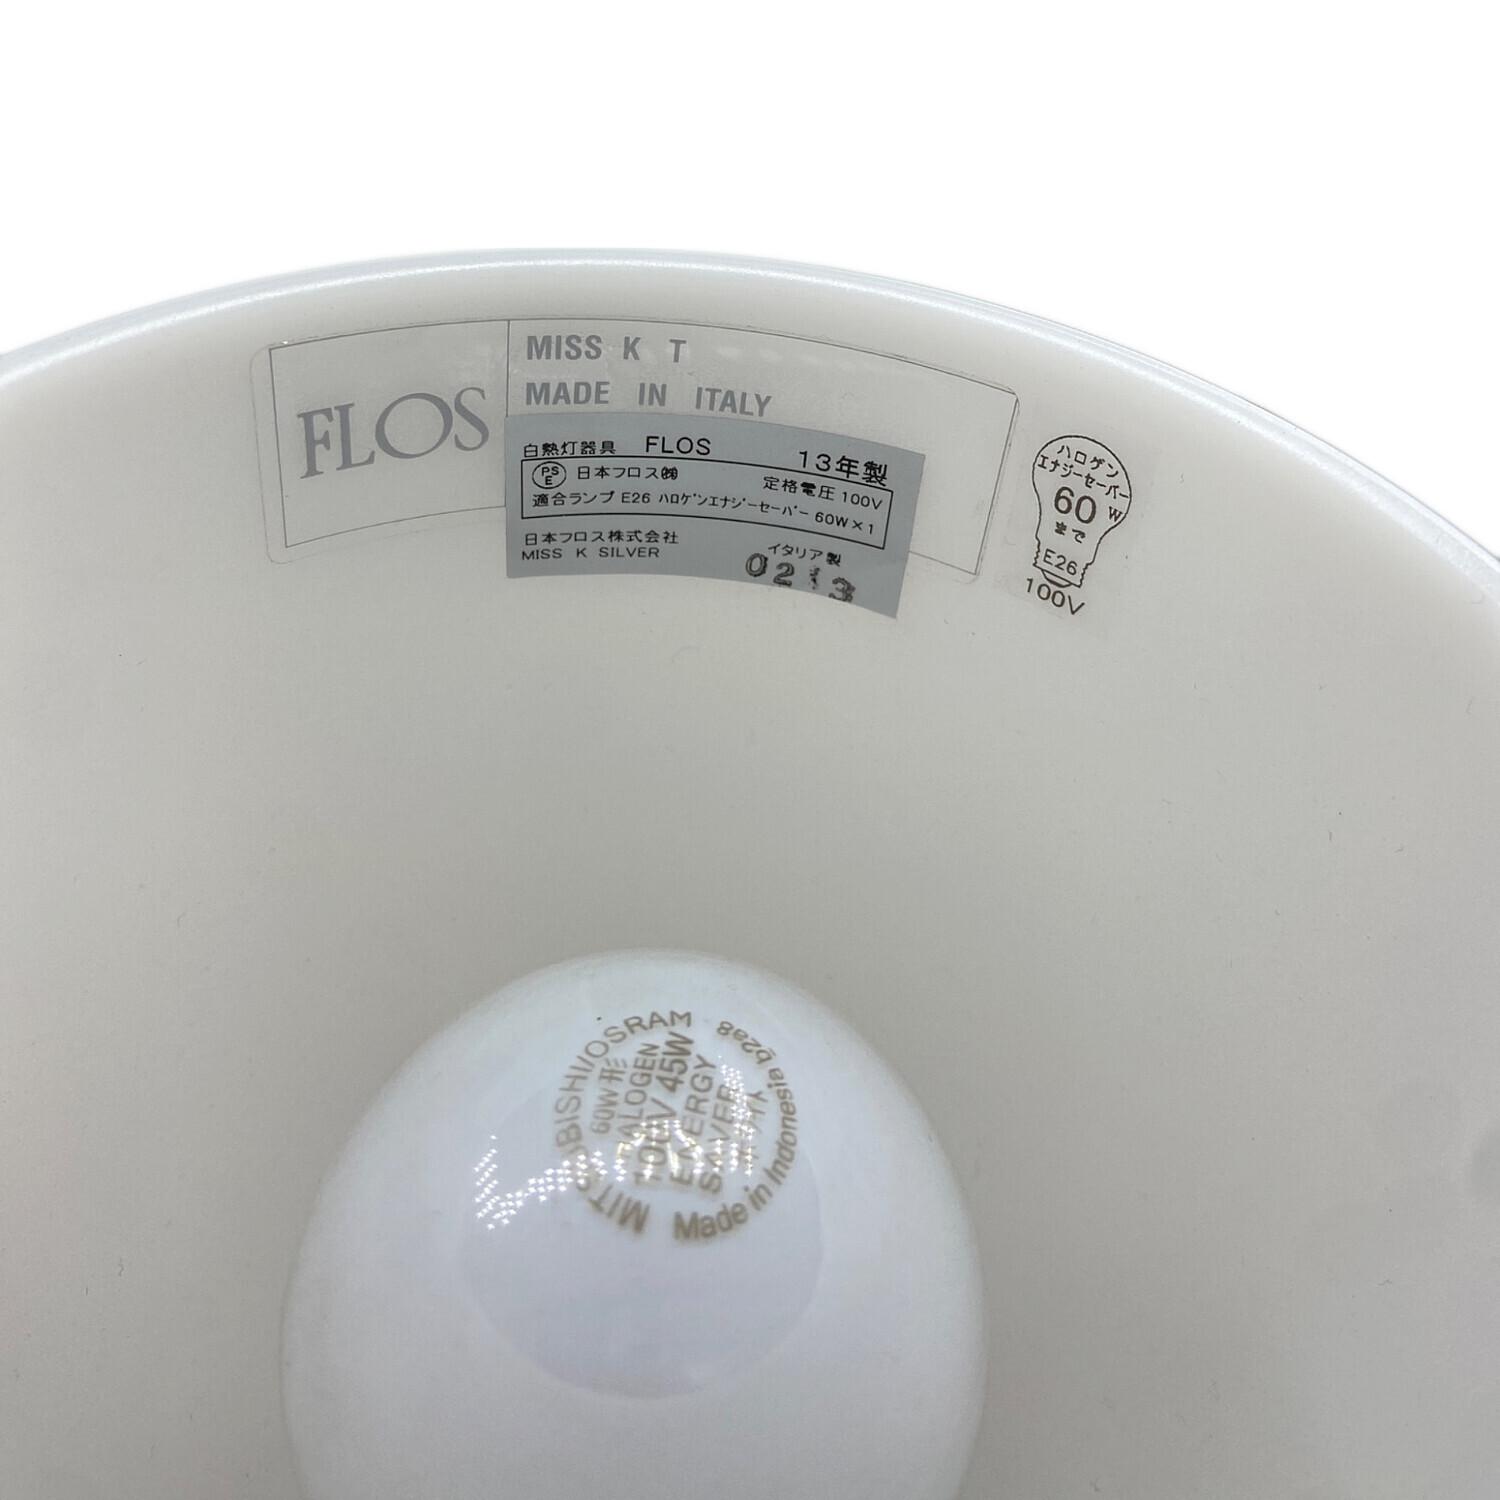 FLOS
MISS K T
MADE IN ITALY
白熱灯器具 FLOS 13年製
PS
E
日本フロス㈱ 定格電圧 100V
適合ランプ E26 ハロゲンエナジーセーバー 60W×1
日本フロス株式会社
MISS K SILVER イタリア製
ハロゲン
エナジーセーバー
60 W
まで
E26
100V
MITSUBISHI/OSRAM
60W形
HALOGEN
100V 45W
ENERGY
SAVER
Made in Indonesia